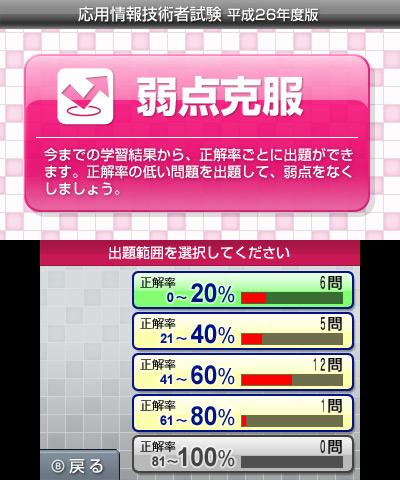 応用情報技術者試験 平成26年度版
弱点克服
今までの学習結果から、正解率ごとに出題ができ
ます。正解率の低い問題を出題して、弱点をなく
しましょう。
出題範囲を選択してください
正解率 6問
0～20%
正解率 5問
21～40%
正解率 12問
41～60%
正解率 1問
61～80%
正解率 0問
81～100%
Ⓑ戻る